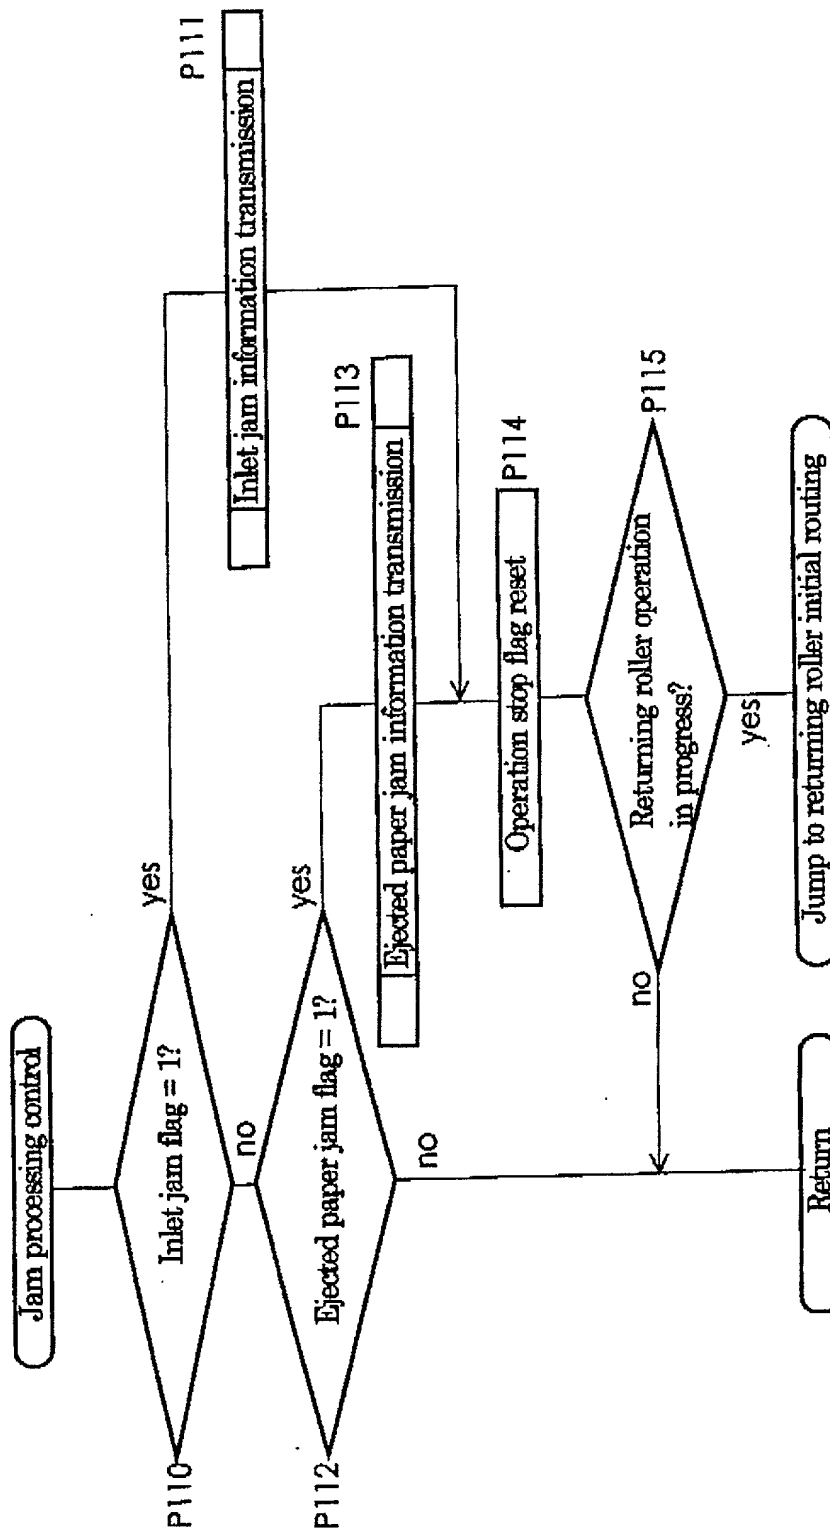 Jam processing control
P110
Inlet jam flag = 1?
yes
no
P111
Inlet jam information transmission
P112
Ejected paper jam flag = 1?
yes
no
P113
Ejected paper jam information transmission
Operation stop flag reset
P114
Returning roller operation
in progress?
P115
no
yes
Return
Jump to returning roller initial routing